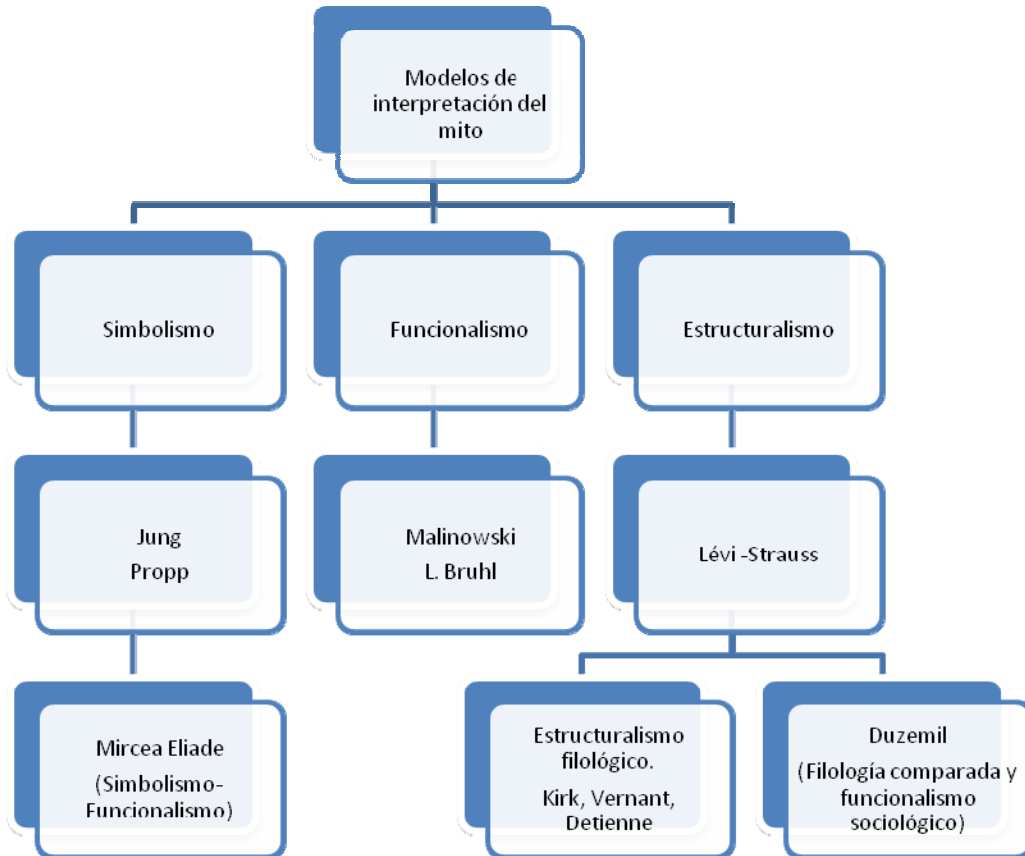 Modelos de
interpretación del
mito
Simbolismo
Funcionalismo
Estructuralismo
Jung
Propp
Malinowski
L. Bruhl
Lévi -Strauss
Mircea Eliade
(Simbolismo-
Funcionalismo)
Estructuralismo
filológico.
Kirk, Vernant,
Detienne
Duzemil
(Filología comparada y
funcionalismo
sociológico)